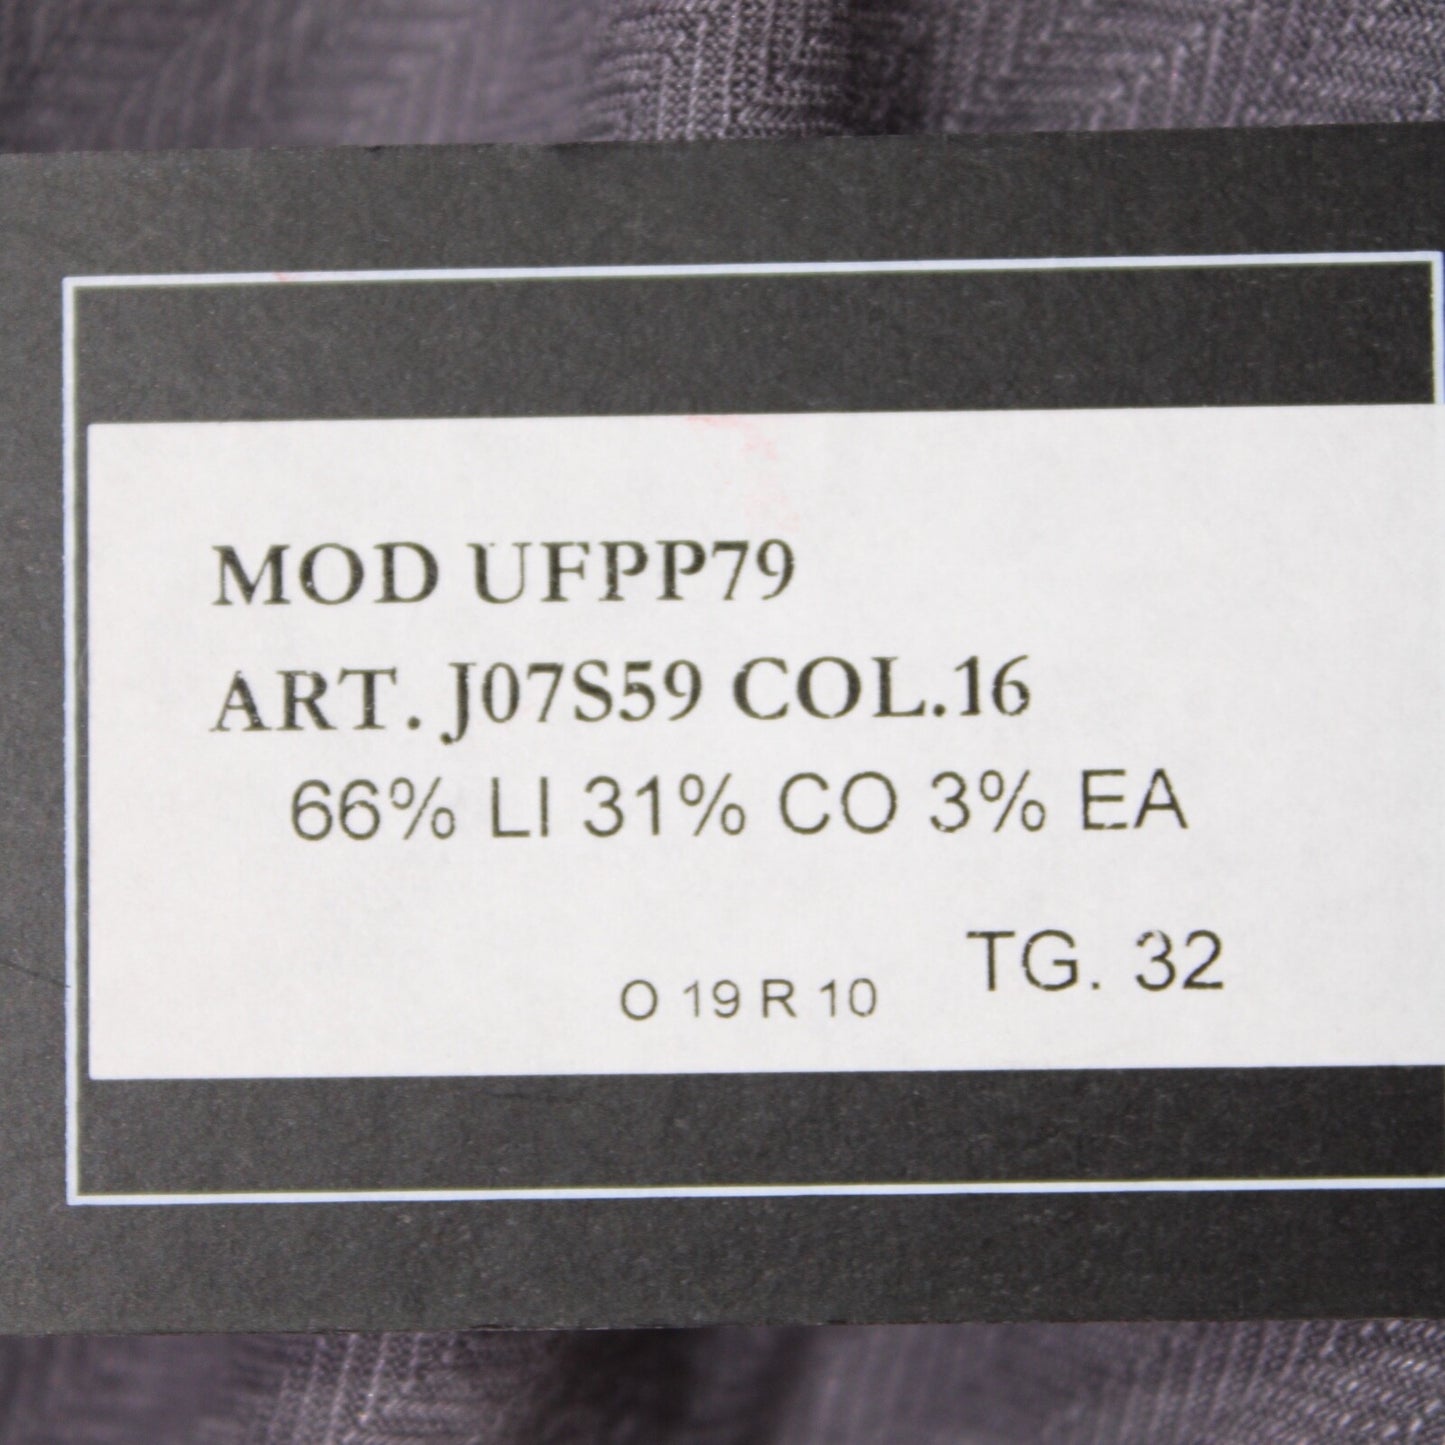 MOD UFPP79
ART. J07S59 COL.16
66% LI 31% CO 3% EA
O 19 R 10 TG. 32